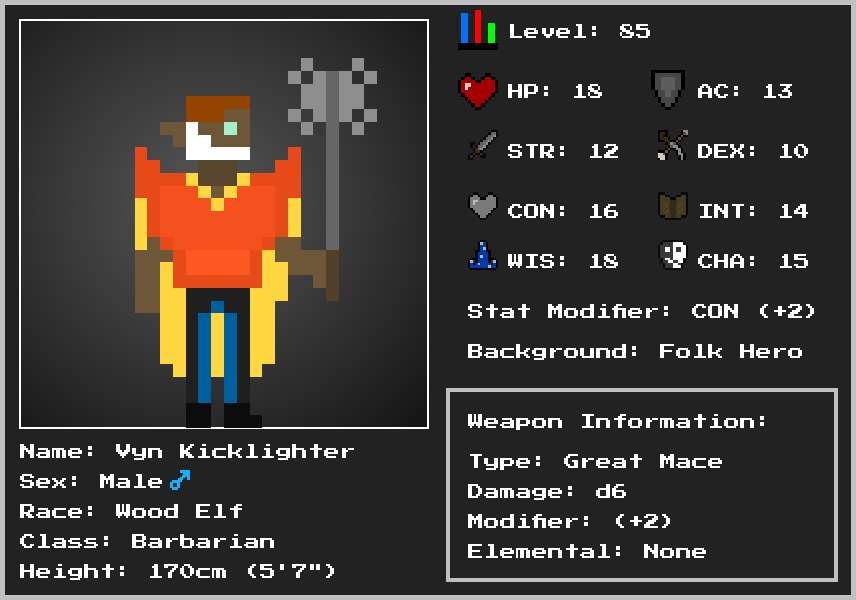 Level: 85
HP: 18 AC: 13
STR: 12 DEX: 10
CON: 16 INT: 14
WIS: 18 CHA: 15
Stat Modifier: CON (+2)
Background: Folk Hero
Weapon Information:
Type: Great Mace
Damage: d6
Modifier: (+2)
Elemental: None
Name: Vyn Kicklighter
Sex: Male♂
Race: Wood Elf
Class: Barbarian
Height: 170cm (5'7")